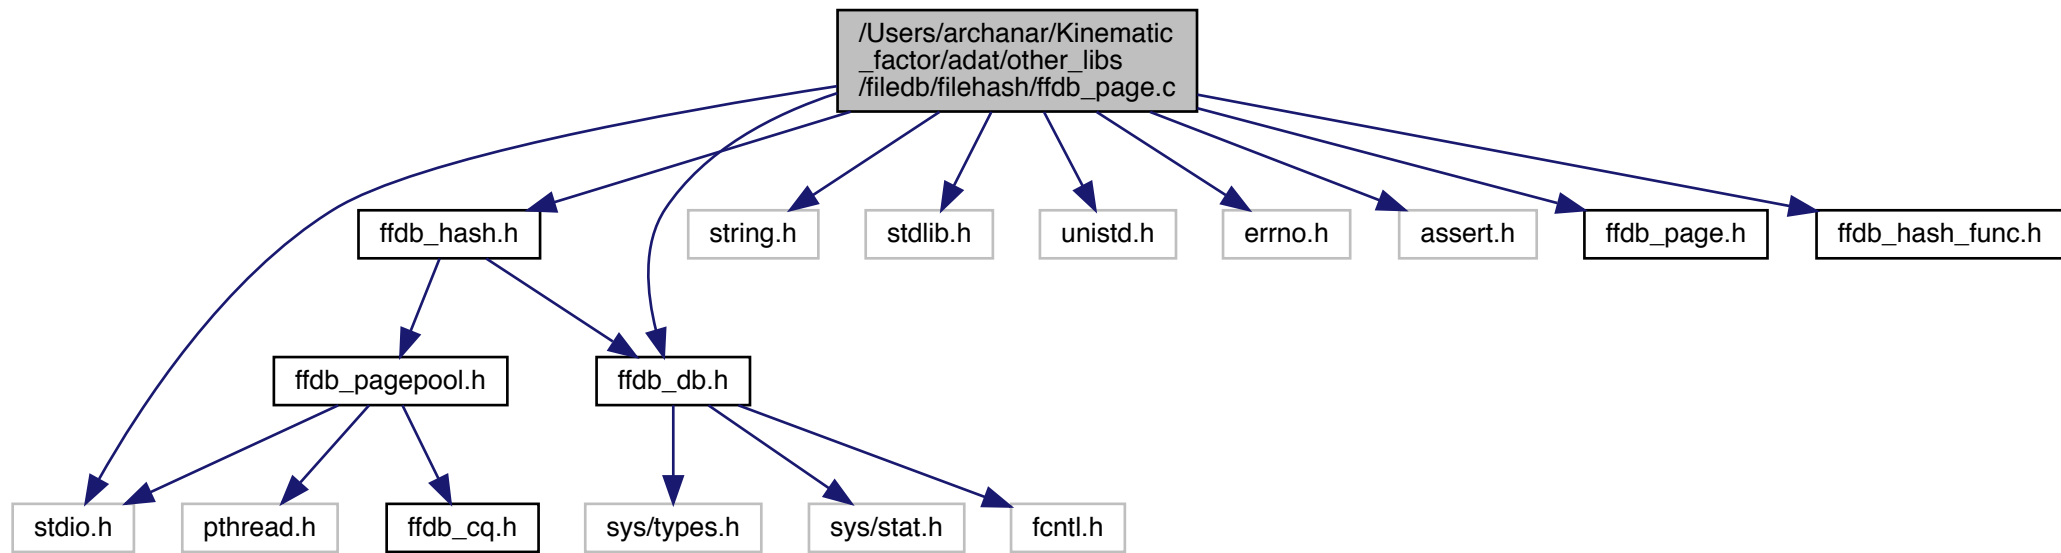 /Users/archanar/Kinematic
_factor/adat/other_libs
/filedb/filehash/ffdb_page.c
ffdb_hash.h
string.h
stdlib.h
unistd.h
errno.h
assert.h
ffdb_page.h
ffdb_hash_func.h
ffdb_pagepool.h
ffdb_db.h
stdio.h
pthread.h
ffdb_cq.h
sys/types.h
sys/stat.h
fcntl.h